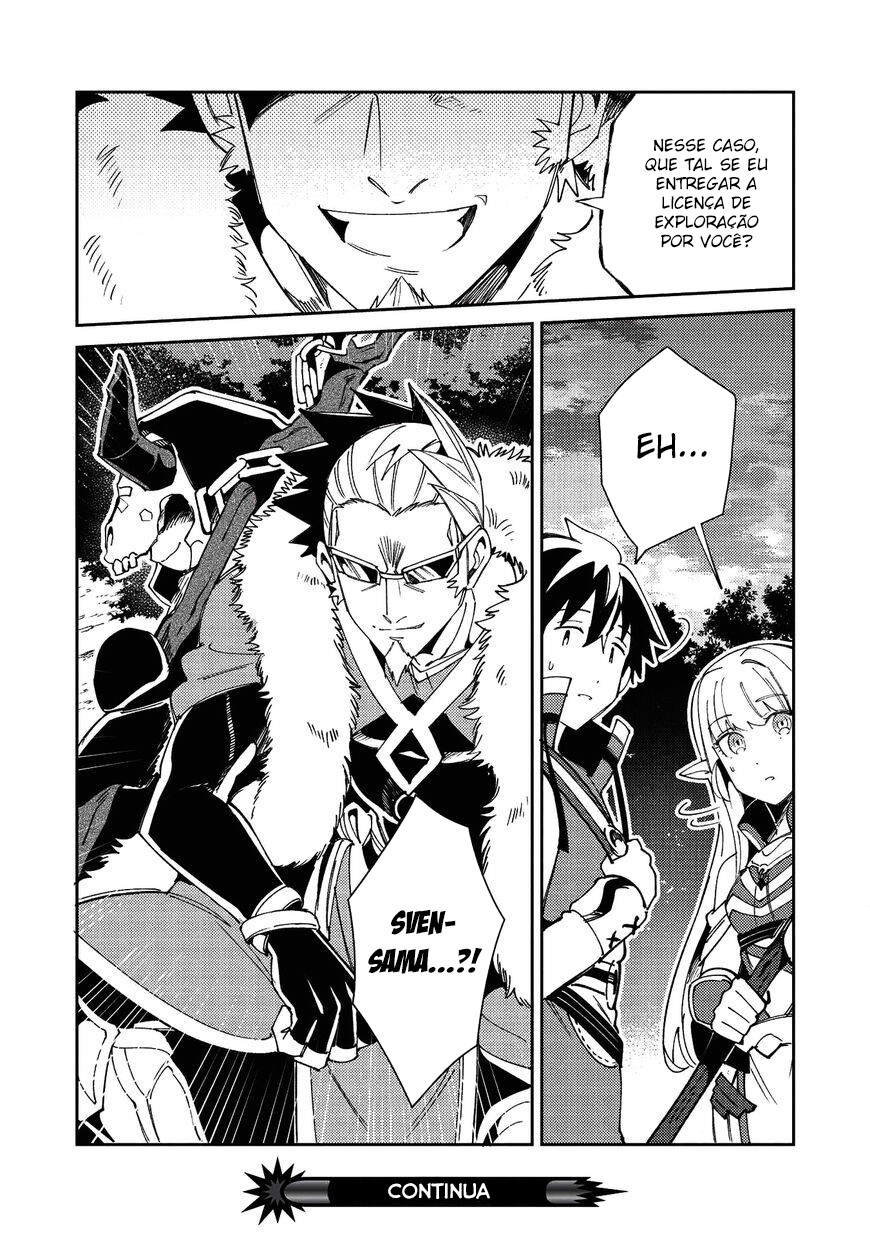 NESSE CASO,
QUE TAL SE EU
ENTREGAR A
LICENÇA DE
EXPLORAÇÃO
POR VOCÊ?
EH...
SVEN-
SAMA...?!
CONTINUA